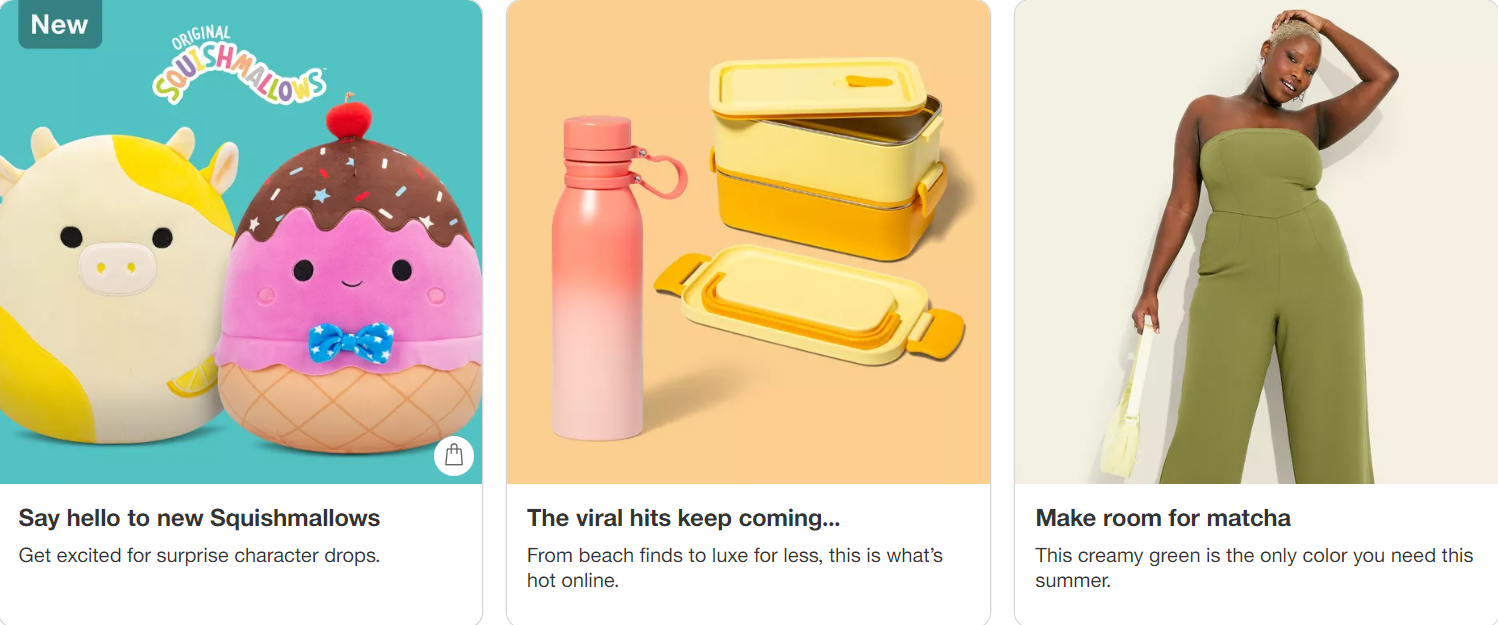 New
ORIGINAL
SQUISHMALLOWS™
Say hello to new Squishmallows
Get excited for surprise character drops.
The viral hits keep coming…
From beach finds to luxe for less, this is what’s
hot online.
Make room for matcha
This creamy green is the only color you need this
summer.